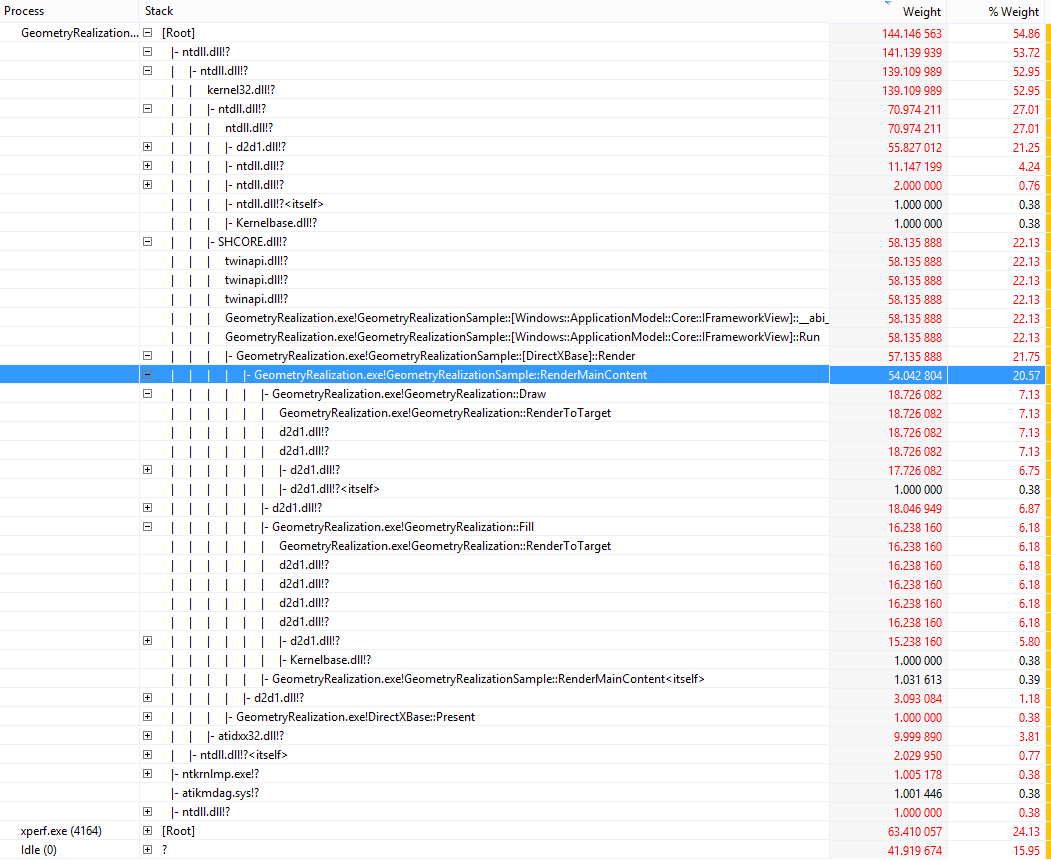 Process Stack Weight % Weight
GeometryRealization... [Root] 144.146 563 54.86
|- ntdll.dll!? 141.139 939 53.72
| |- ntdll.dll!? 139.109 989 52.95
| | kernel32.dll!? 139.109 989 52.95
| | |- ntdll.dll!? 70.974 211 27.01
| | | ntdll.dll!? 70.974 211 27.01
| | | |- d2d1.dll!? 55.827 012 21.25
| | | |- ntdll.dll!? 11.147 199 4.24
| | | |- ntdll.dll!? 2.000 000 0.76
| | | |- ntdll.dll!?<itself> 1.000 000 0.38
| | | |- Kernelbase.dll!? 1.000 000 0.38
| | |- SHCORE.dll!? 58.135 888 22.13
| | | twinapi.dll!? 58.135 888 22.13
| | | twinapi.dll!? 58.135 888 22.13
| | | twinapi.dll!? 58.135 888 22.13
| | | GeometryRealization.exe!GeometryRealizationSample::[Windows::ApplicationModel::Core::IFrameworkView]::__abi_ 58.135 888 22.13
| | | GeometryRealization.exe!GeometryRealizationSample::[Windows::ApplicationModel::Core::IFrameworkView]::Run 58.135 888 22.13
| | | |- GeometryRealization.exe!GeometryRealizationSample::[DirectXBase]::Render 57.135 888 21.75
| | | | |- GeometryRealization.exe!GeometryRealizationSample::RenderMainContent 54.042 804 20.57
| | | | | |- GeometryRealization.exe!GeometryRealization::Draw 18.726 082 7.13
| | | | | | GeometryRealization.exe!GeometryRealization::RenderToTarget 18.726 082 7.13
| | | | | | d2d1.dll!? 18.726 082 7.13
| | | | | | d2d1.dll!? 18.726 082 7.13
| | | | | | |- d2d1.dll!? 17.726 082 6.75
| | | | | | |- d2d1.dll!?<itself> 1.000 000 0.38
| | | | | |- d2d1.dll!? 18.046 949 6.87
| | | | | |- GeometryRealization.exe!GeometryRealization::Fill 16.238 160 6.18
| | | | | | GeometryRealization.exe!GeometryRealization::RenderToTarget 16.238 160 6.18
| | | | | | d2d1.dll!? 16.238 160 6.18
| | | | | | d2d1.dll!? 16.238 160 6.18
| | | | | | d2d1.dll!? 16.238 160 6.18
| | | | | | d2d1.dll!? 16.238 160 6.18
| | | | | | |- d2d1.dll!? 15.238 160 5.80
| | | | | | |- Kernelbase.dll!? 1.000 000 0.38
| | | | | |- GeometryRealization.exe!GeometryRealizationSample::RenderMainContent<itself> 1.031 613 0.39
| | | | |- d2d1.dll!? 3.093 084 1.18
| | | |- GeometryRealization.exe!DirectXBase::Present 1.000 000 0.38
| | |- atidxx32.dll!? 9.999 890 3.81
| |- ntdll.dll!?<itself> 2.029 950 0.77
|- ntkrnlmp.exe!? 1.005 178 0.38
|- atikmdag.sys!? 1.001 446 0.38
|- ntdll.dll!? 1.000 000 0.38
xperf.exe (4164) [Root] 63.410 057 24.13
Idle (0) ? 41.919 674 15.95